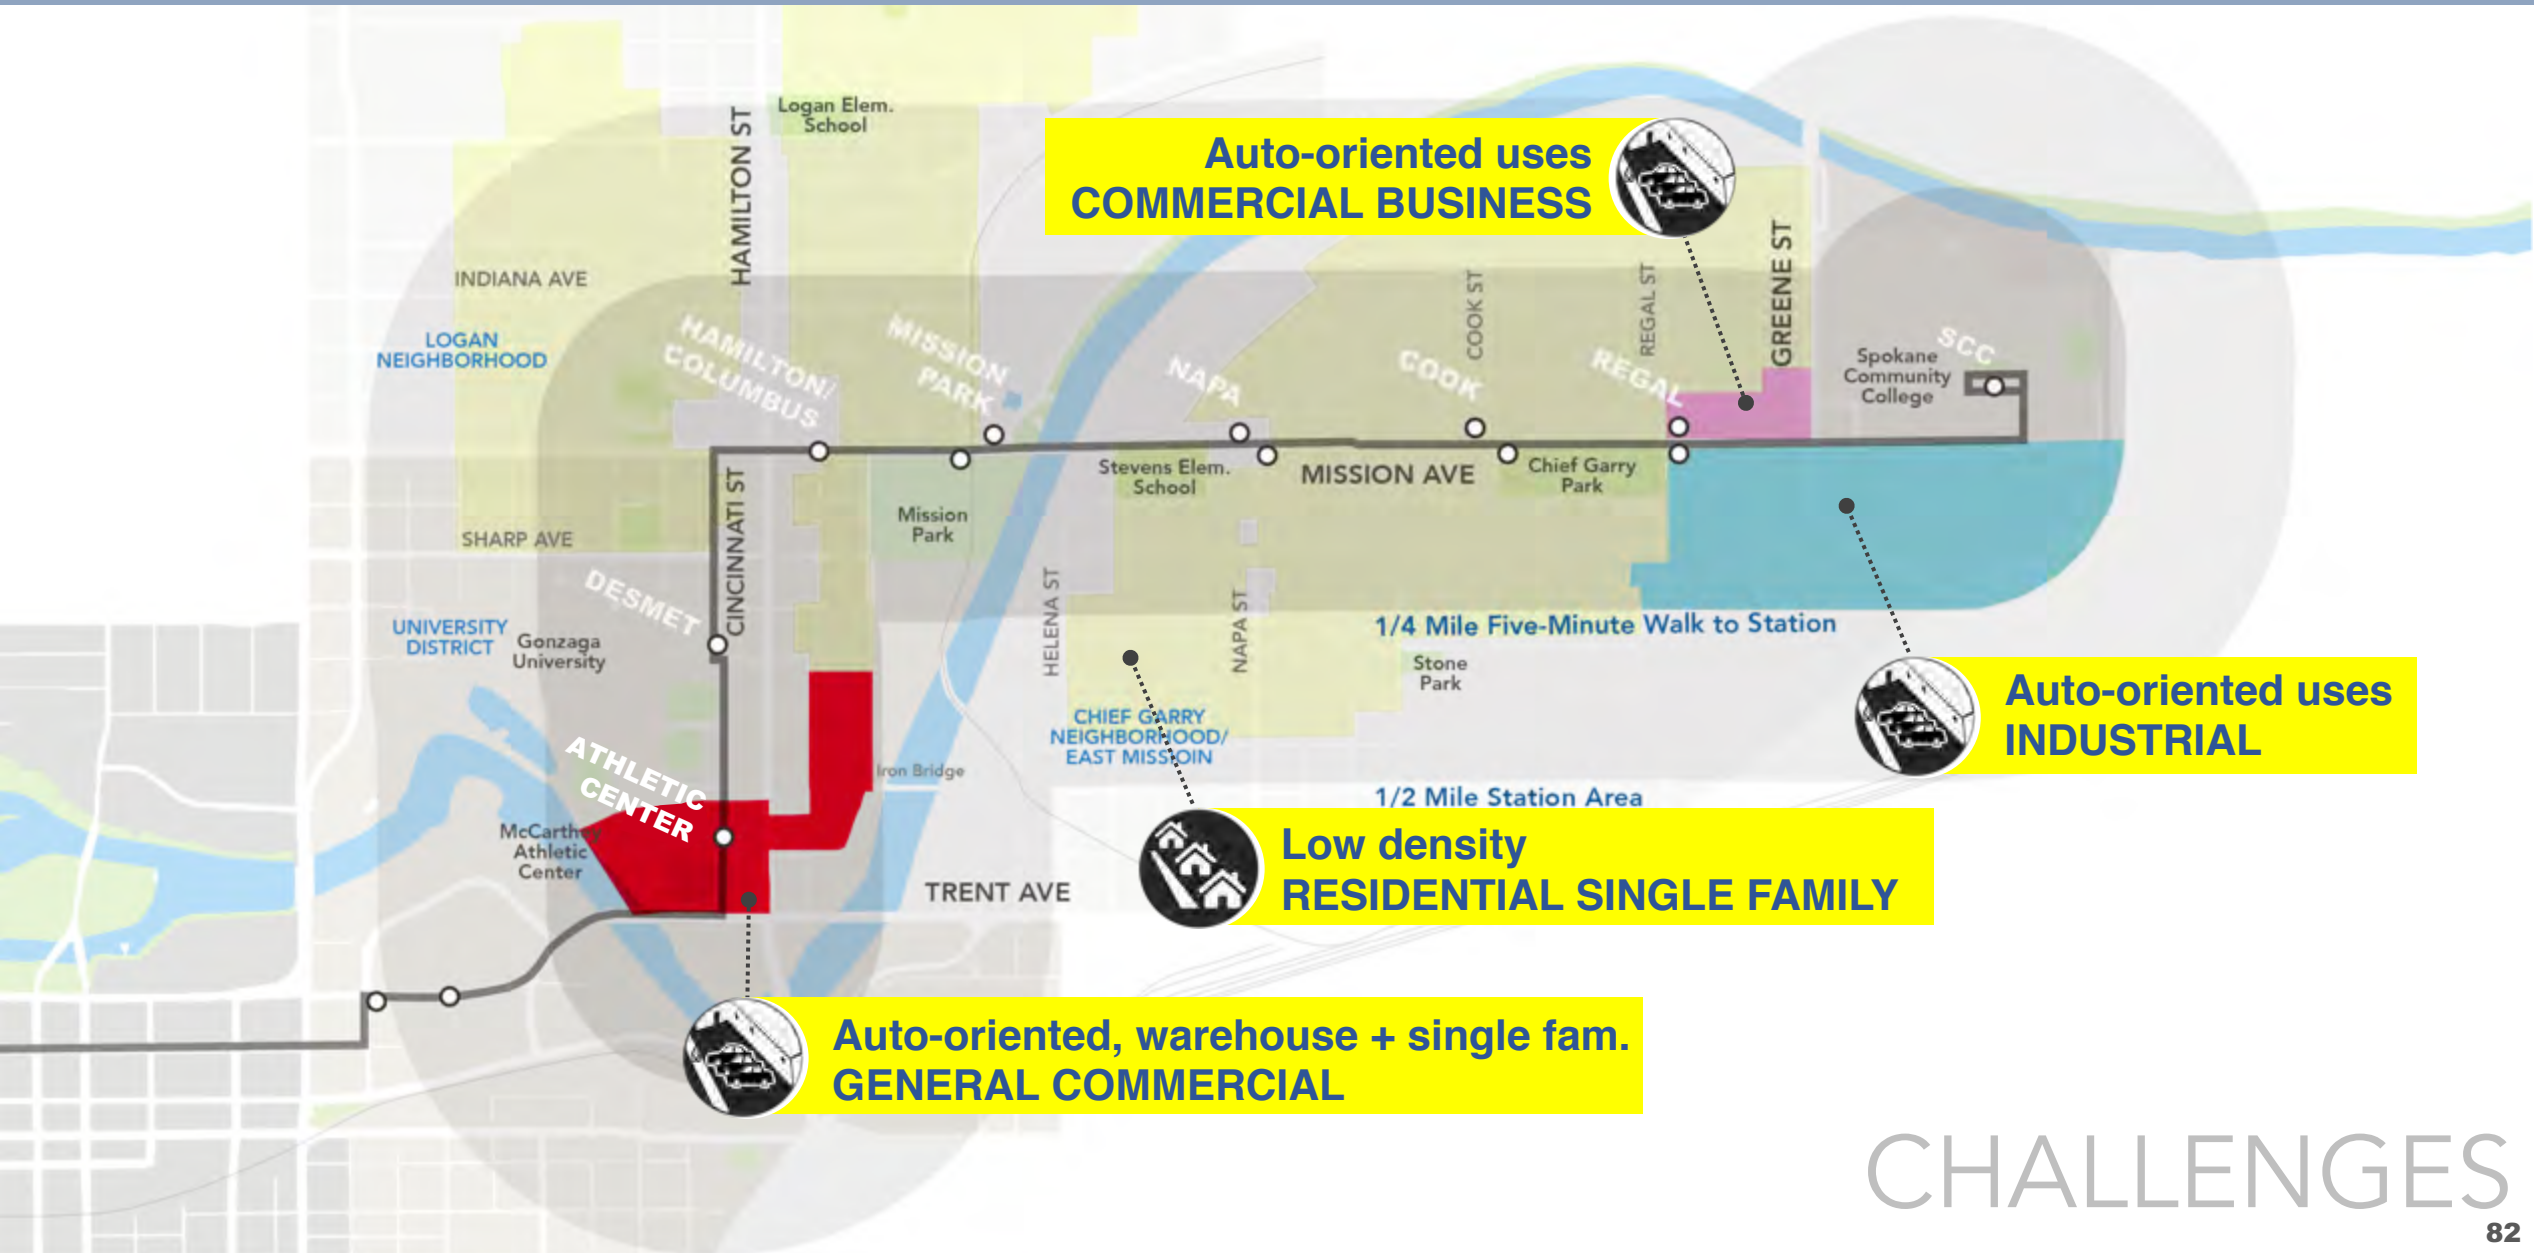 Logan Elem.
School
HAMILTON ST
Auto-oriented uses
COMMERCIAL BUSINESS
INDIANA AVE
LOGAN
NEIGHBORHOOD
HAMILTON/
COLUMBUS
MISSION
PARK
NAPA
COOK
COOK ST
REGAL
REGAL ST
GREENE ST
SCC
Spokane
Community
College
CINCINNATI ST
SHARP AVE
Mission
Park
Stevens Elem.
School
MISSION AVE
Chief Garry
Park
DESMET
UNIVERSITY
DISTRICT
Gonzaga
University
HELENA ST
NAPA ST
1/4 Mile Five-Minute Walk to Station
Stone
Park
Auto-oriented uses
INDUSTRIAL
CHIEF GARRY
NEIGHBORHOOD/
EAST MISSOIN
ATHLETIC
CENTER
Iron Bridge
1/2 Mile Station Area
McCarthey
Athletic
Center
Low density
RESIDENTIAL SINGLE FAMILY
TRENT AVE
Auto-oriented, warehouse + single fam.
GENERAL COMMERCIAL
CHALLENGES
82